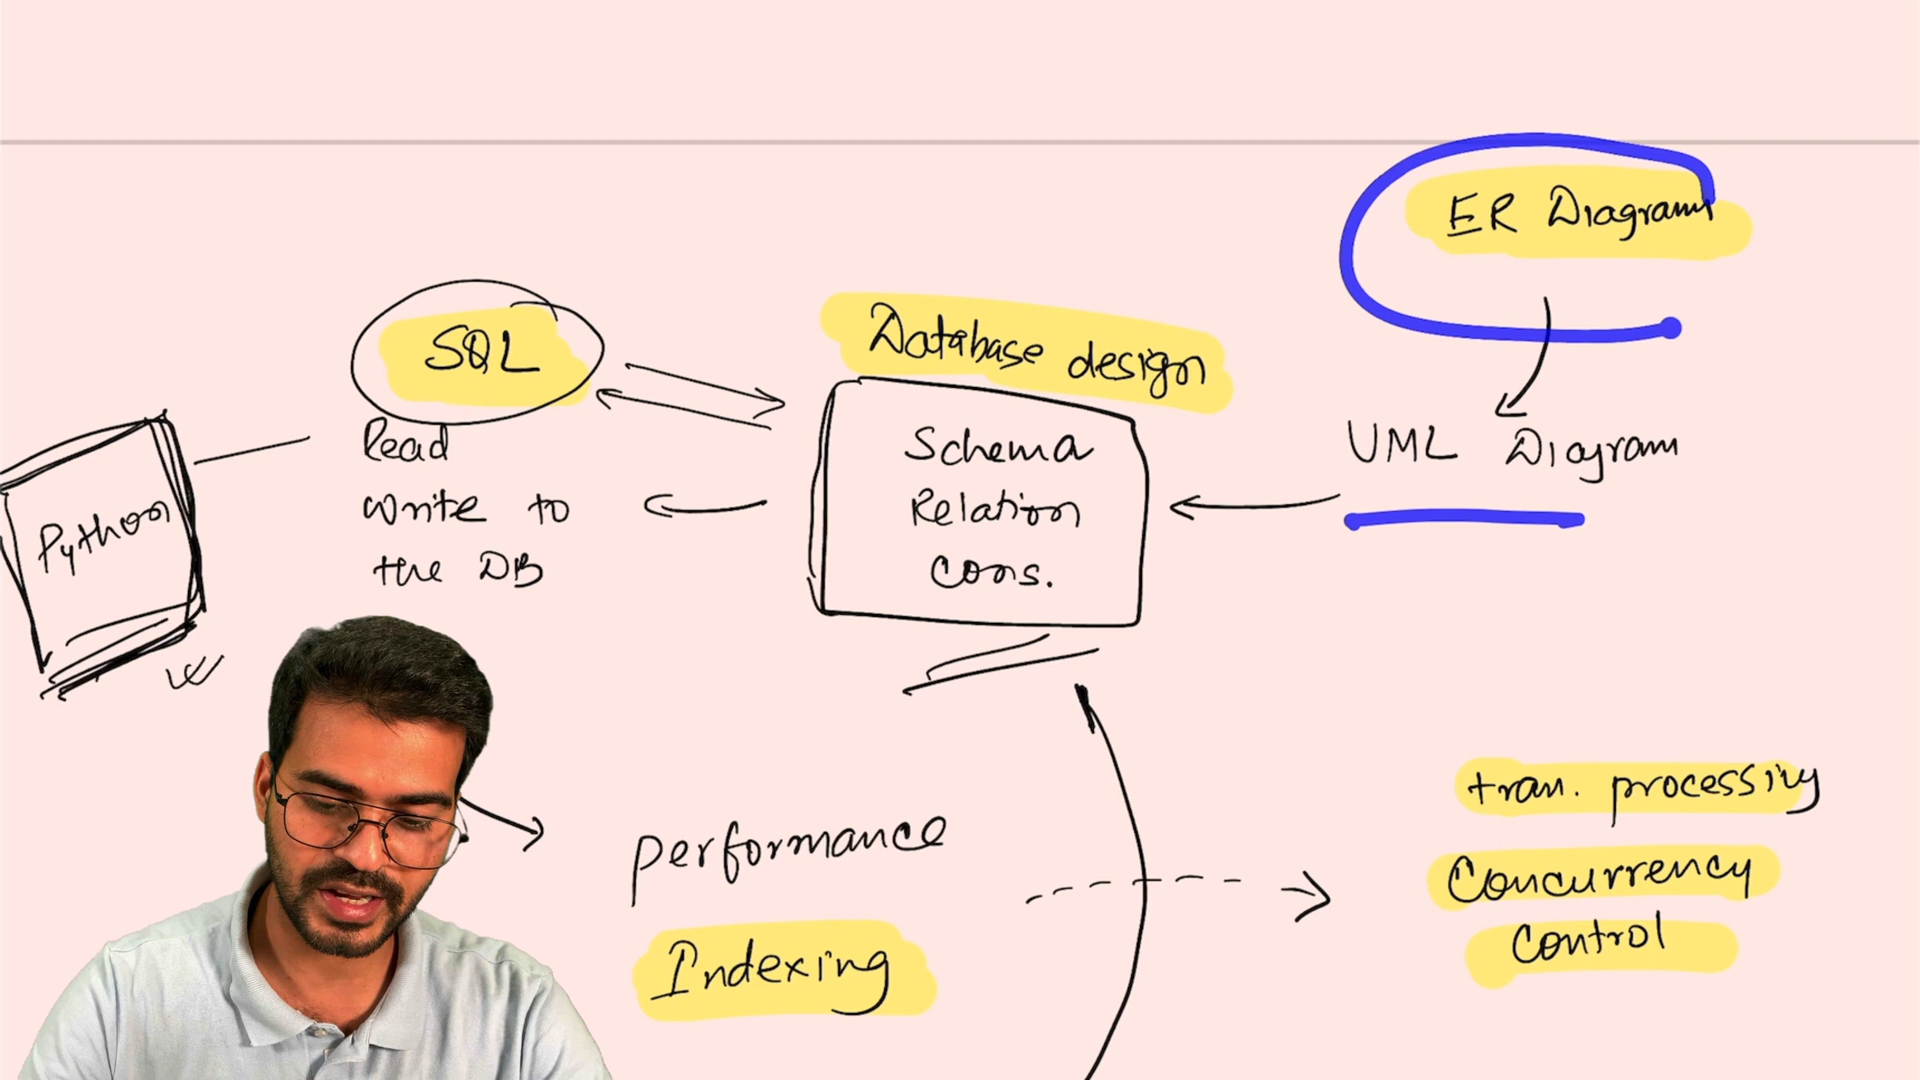 ER Diagram
SQL
Database design
Read
Write to
the DB
Schema
Relation
Cons.
UML Diagram
Python
performance
Indexing
tran. processing
Concurrency
Control